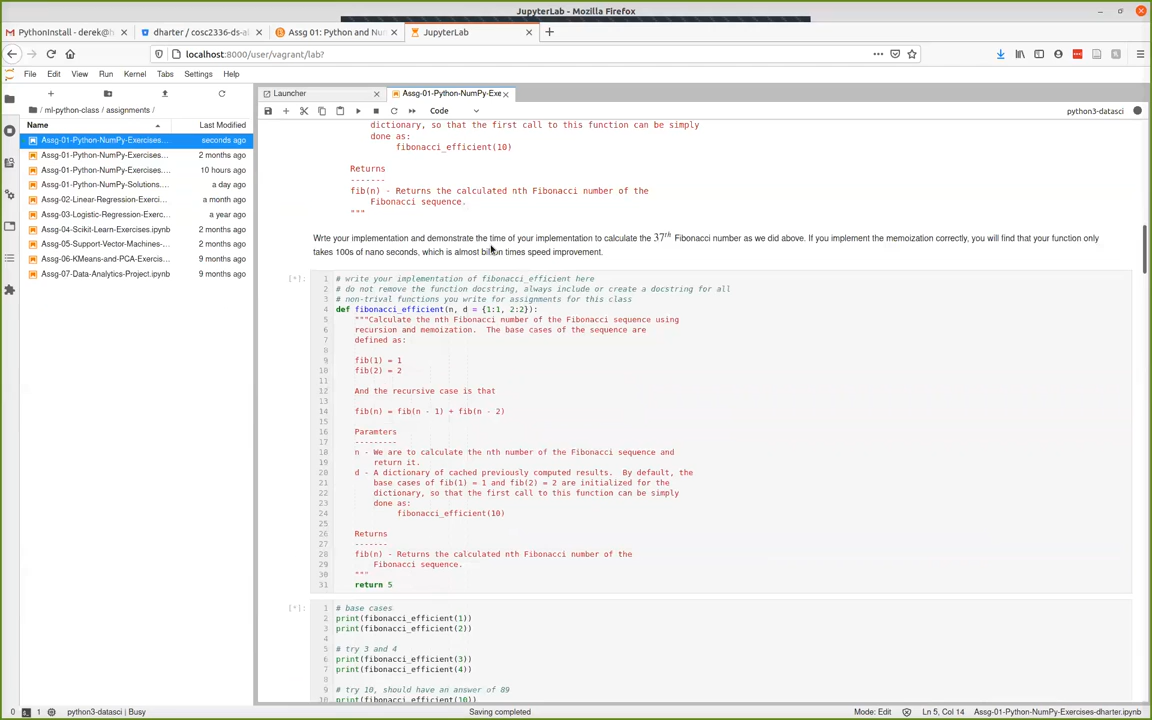 JupyterLab - Mozilla Firefox
PythonInstall - derek@h
dharter / cosc2336-ds-al
Assg 01: Python and Nu
JupyterLab
localhost:8000/user/vagrant/lab?
File Edit View Run Kernel Tabs Settings Help
/ ml-python-class / assignments /
Name Last Modified
Assg-01-Python-NumPy-Exercises... seconds ago
Assg-01-Python-NumPy-Exercises... 2 months ago
Assg-01-Python-NumPy-Exercises.... 10 hours ago
Assg-01-Python-NumPy-Solutions.... a day ago
Assg-02-Linear-Regression-Exerci... a month ago
Assg-03-Logistic-Regression-Exerc... a year ago
Assg-04-Scikit-Learn-Exercises.ipynb 9 months ago
Assg-05-Support-Vector-Machines-... 9 months ago
Assg-06-KMeans-and-PCA-Exercis... 9 months ago
Assg-07-Data-Analytics-Project.ipynb 9 months ago
Launcher
Assg-01-Python-NumPy-Exe
Code
python3-datasci
dictionary, so that the first call to this function can be simply
done as:
fibonacci_efficient(10)
Returns
-------
fib(n) - Returns the calculated nth Fibonacci number of the
Fibonacci sequence.
"""
Wrte your implementation and demonstrate the time of your implementation to calculate the 37th Fibonacci number as we did above. If you implement the memoization correctly, you will find that your function only
takes 100s of nano seconds, which is almost billion times speed improvement.
[*]:
1 # write your implementation of fibonacci_efficient here
2 # do not remove the function docstring, always include or create a docstring for all
3 # non-trival functions you write for assignments for this class
4 def fibonacci_efficient(n, d = {1:1, 2:2}):
5 """Calculate the nth Fibonacci number of the Fibonacci sequence using
6 recursion and memoization.  The base cases of the sequence are
7 defined as:
8
9 fib(1) = 1
10 fib(2) = 2
11
12 And the recursive case is that
13
14 fib(n) = fib(n - 1) + fib(n - 2)
15
16 Paramters
17 ---------
18 n - We are to calculate the nth number of the Fibonacci sequence and
19 return it.
20 d - A dictionary of cached previously computed results.  By default, the
21 base cases of fib(1) = 1 and fib(2) = 2 are initialized for the
22 dictionary, so that the first call to this function can be simply
23 done as:
24 fibonacci_efficient(10)
25
26 Returns
27 -------
28 fib(n) - Returns the calculated nth Fibonacci number of the
29 Fibonacci sequence.
30 """
31 return 5
[*]:
1 # base cases
2 print(fibonacci_efficient(1))
3 print(fibonacci_efficient(2))
4
5 # try 3 and 4
6 print(fibonacci_efficient(3))
7 print(fibonacci_efficient(4))
8
9 # try 10, should have an answer of 89
10 print(fibonacci_efficient(10))
0 1 python3-datasci | Busy
Saving completed
Mode: Edit Ln 5, Col 14 Assg-01-Python-NumPy-Exercises-dharter.ipynb